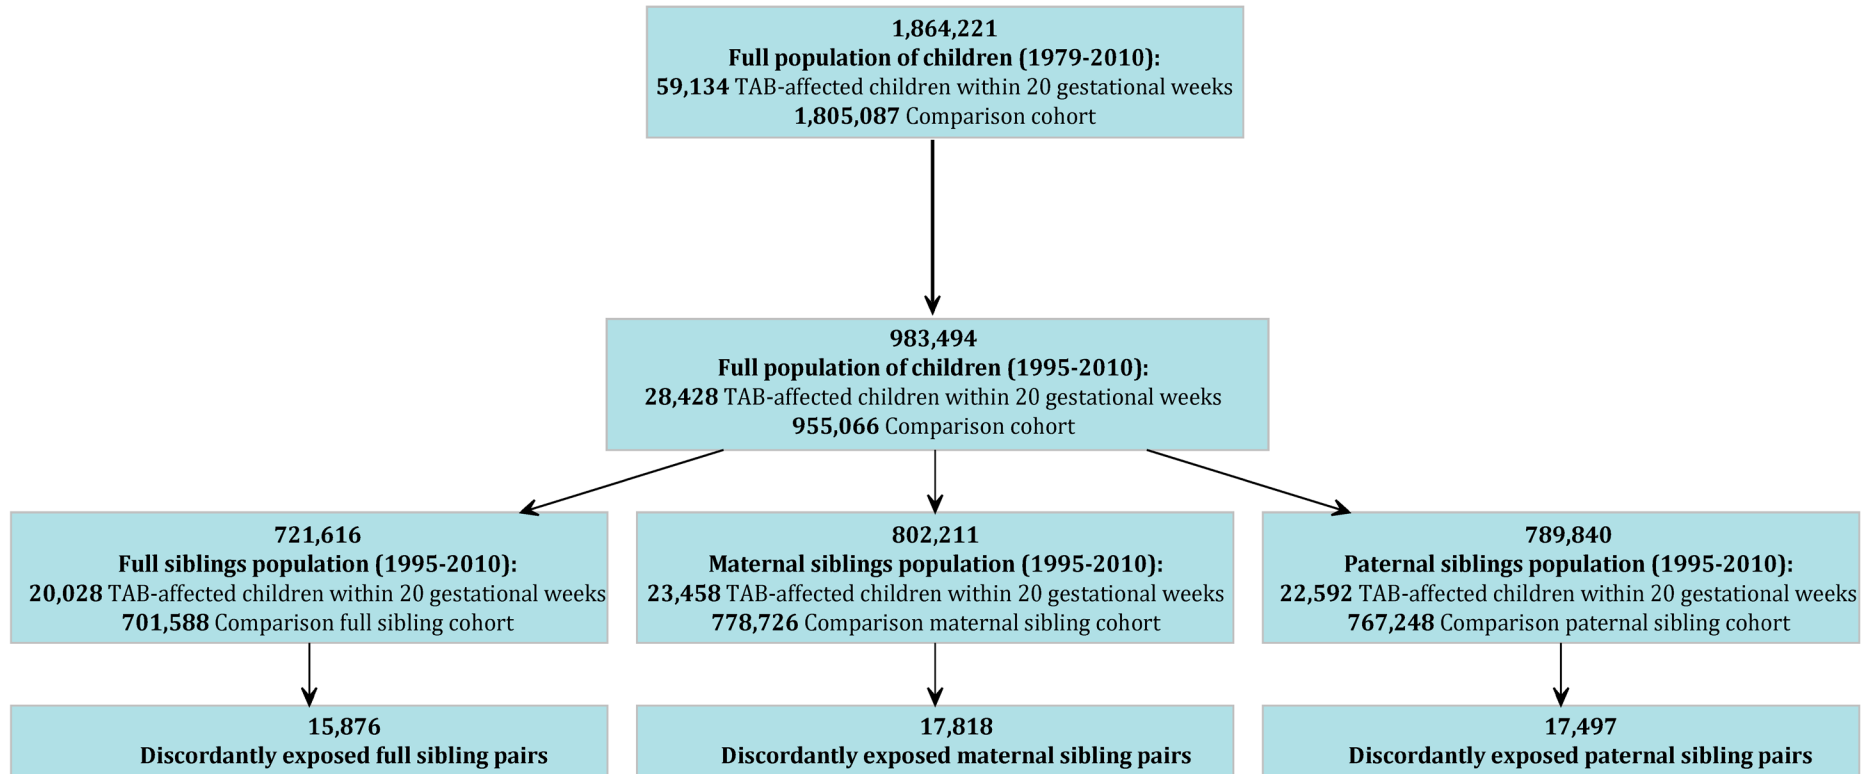 1,864,221
Full population of children (1979-2010):
59,134 TAB-affected children within 20 gestational weeks
1,805,087 Comparison cohort
983,494
Full population of children (1995-2010):
28,428 TAB-affected children within 20 gestational weeks
955,066 Comparison cohort
721,616
Full siblings population (1995-2010):
20,028 TAB-affected children within 20 gestational weeks
701,588 Comparison full sibling cohort
802,211
Maternal siblings population (1995-2010):
23,458 TAB-affected children within 20 gestational weeks
778,726 Comparison maternal sibling cohort
789,840
Paternal siblings population (1995-2010):
22,592 TAB-affected children within 20 gestational weeks
767,248 Comparison paternal sibling cohort
15,876
Discordantly exposed full sibling pairs
17,818
Discordantly exposed maternal sibling pairs
17,497
Discordantly exposed paternal sibling pairs